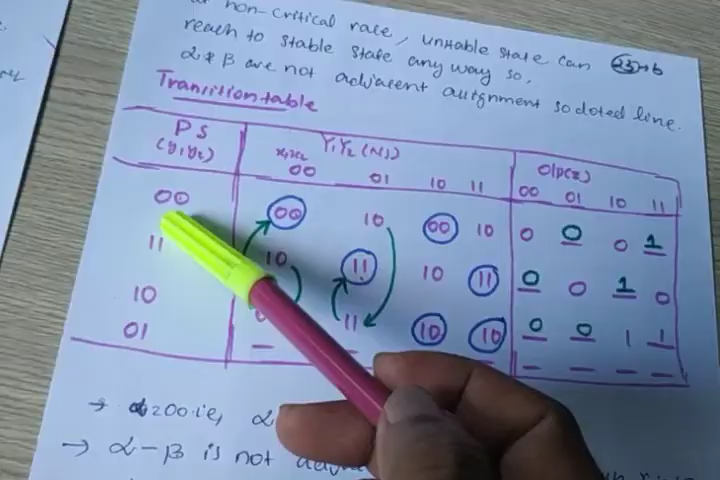 non-critical race, unstable state can
reach to stable state any way so,
α & β are not adjacent assignment so doted line.
Transition table
PS Y₁Y₂ (NS) O/P(Z)
(y₁y₂) x₁x₂
00 01 10 11 00 01 10 11
00 00 10 00 10 0 0 0 1
11 10 11 10 11 0 0 1 0
10 11 10 10 0 0 1 1
01 — — — — —
→ α=00 i.e, α
→ α-β is not